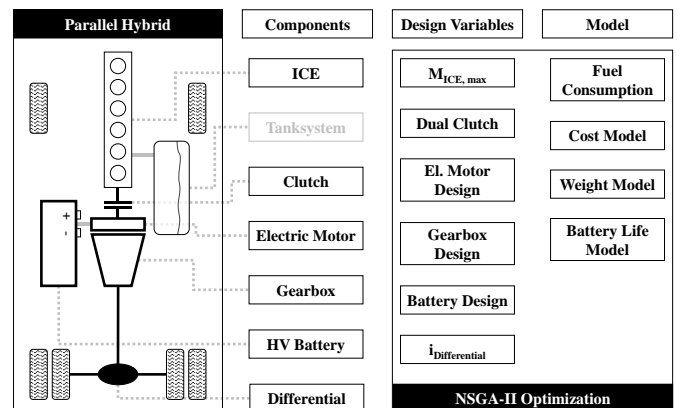 Parallel Hybrid
Components
Design Variables
Model
ICE
Tanksystem
Clutch
Electric Motor
Gearbox
HV Battery
Differential
+
-
M_ICE, max
Dual Clutch
El. Motor
Design
Gearbox
Design
Battery Design
i_Differential
Fuel
Consumption
Cost Model
Weight Model
Battery Life
Model
NSGA-II Optimization